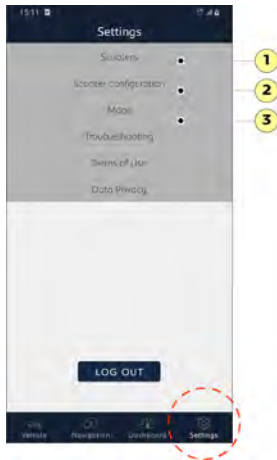 15:11
Settings
Scooters
1
Scooter configuration
2
Maps
3
Troubleshooting
Terms of Use
Data Privacy
LOG OUT
Vehicle Navigation Dashboard Settings